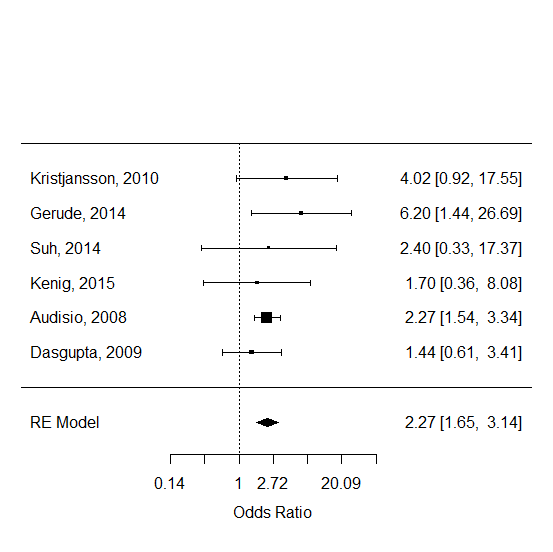 Kristjansson, 2010 4.02 [0.92, 17.55]
Gerude, 2014 6.20 [1.44, 26.69]
Suh, 2014 2.40 [0.33, 17.37]
Kenig, 2015 1.70 [0.36, 8.08]
Audisio, 2008 2.27 [1.54, 3.34]
Dasgupta, 2009 1.44 [0.61, 3.41]
RE Model 2.27 [1.65, 3.14]
0.14 1 2.72 20.09
Odds Ratio